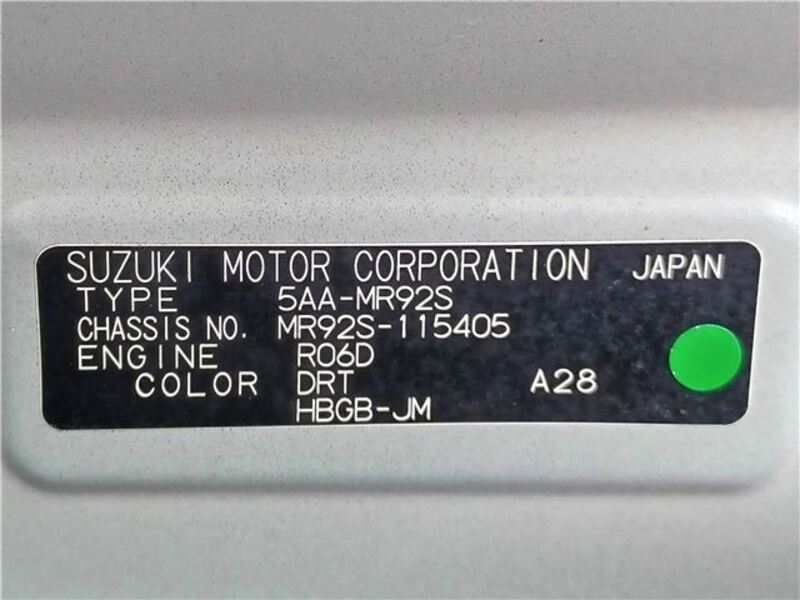 SUZUKI MOTOR CORPORATION JAPAN
TYPE 5AA-MR92S
CHASSIS NO. MR92S-115405
ENGINE R06D
COLOR DRT A28
HBGB-JM